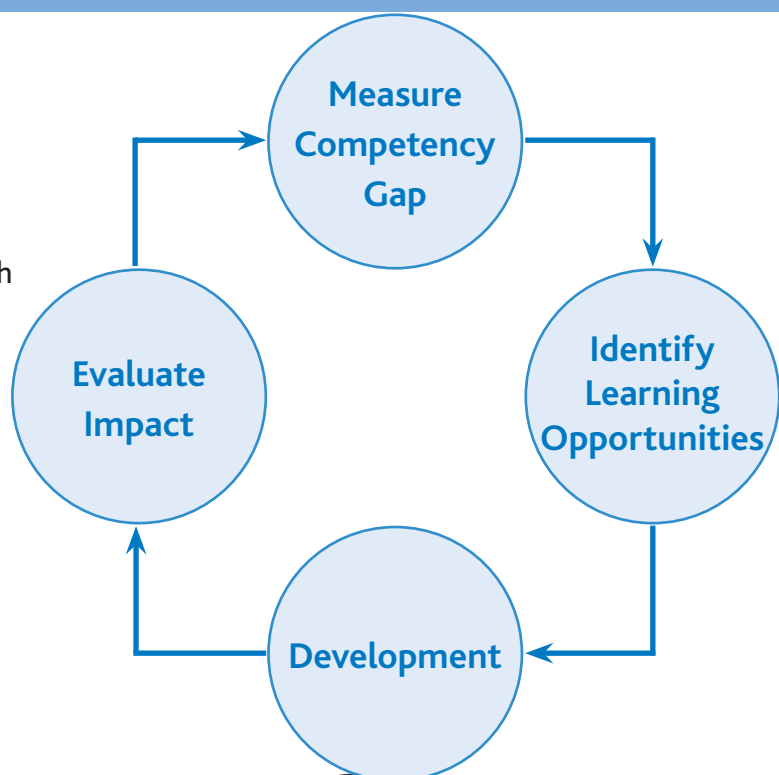 Measure
Competency
Gap
h
Identify
Learning
Opportunities
Development
Evaluate
Impact